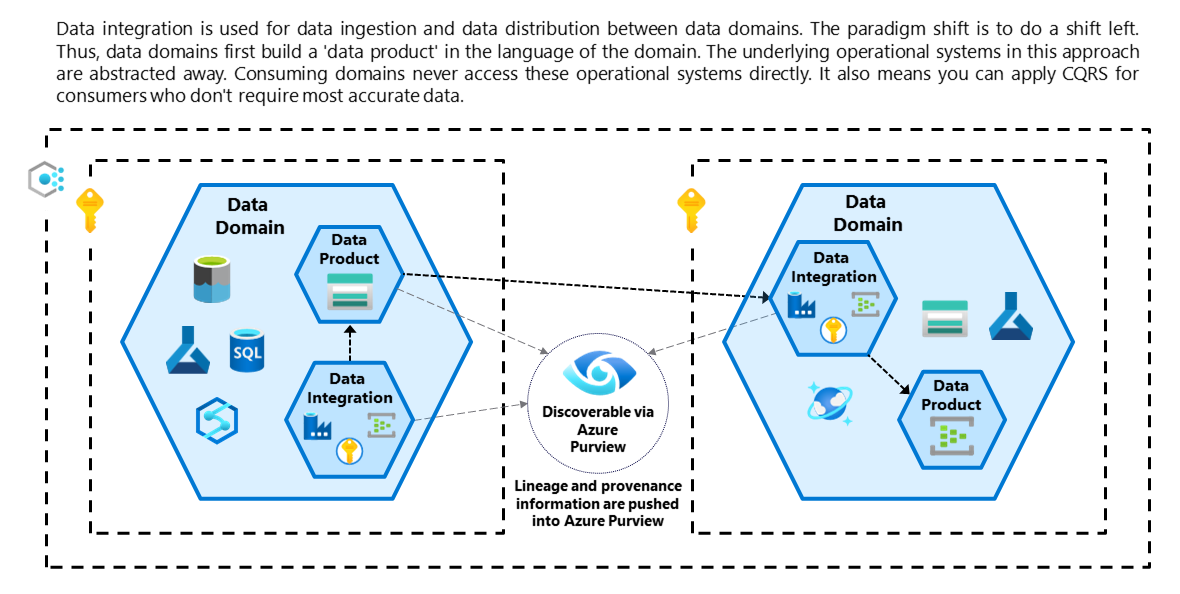 Data integration is used for data ingestion and data distribution between data domains. The paradigm shift is to do a shift left.
Thus, data domains first build a 'data product' in the language of the domain. The underlying operational systems in this approach
are abstracted away. Consuming domains never access these operational systems directly. It also means you can apply CQRS for
consumers who don't require most accurate data.
Data
Domain
Data
Product
SQL
Data
Integration
Discoverable via
Azure
Purview
Lineage and provenance
information are pushed
into Azure Purview
Data
Domain
Data
Integration
Data
Product